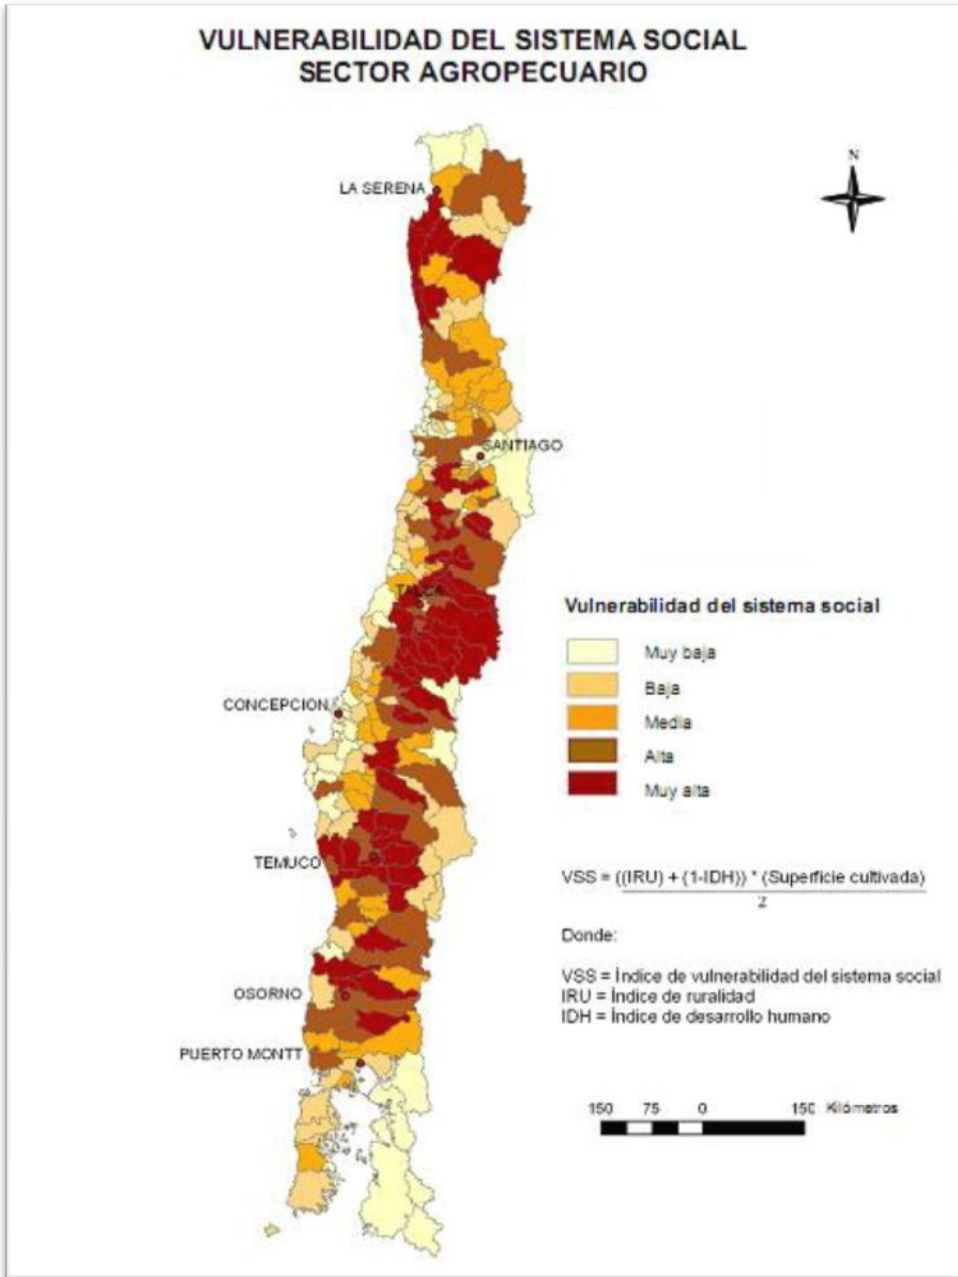 VULNERABILIDAD DEL SISTEMA SOCIAL
SECTOR AGROPECUARIO
N
LA SERENA
SANTIAGO
TALCA
Vulnerabilidad del sistema social
Muy baja
Baja
Media
Alta
Muy alta
CONCEPCION
TEMUCO
VSS = ((IRU) + (1-IDH)) * (Superficie cultivada)
2
Donde:
VSS = Índice de vulnerabilidad del sistema social
IRU = Índice de ruralidad
IDH = Índice de desarrollo humano
OSORNO
PUERTO MONTT
150 75 0 150 Kilómetros